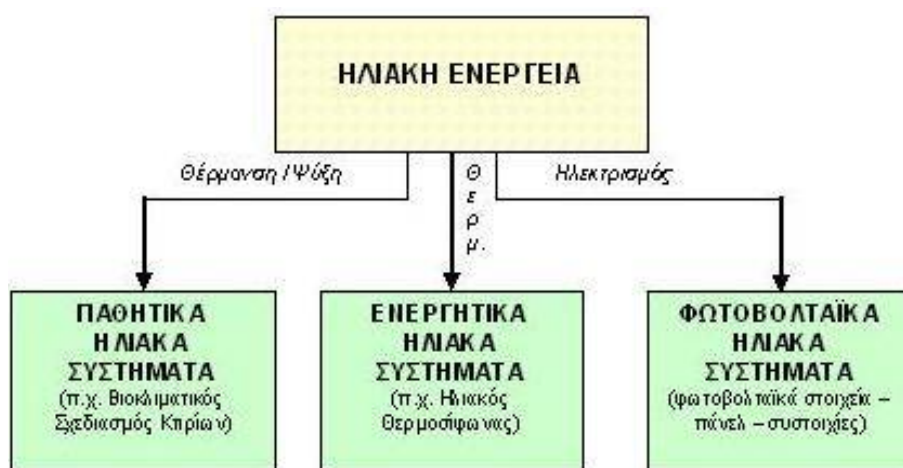 ΗΛΙΑΚΗ ΕΝΕΡΓΕΙΑ
Θέρμανση / Ψύξη
Θ
ε
ρ
μ.
Ηλεκτρισμός
ΠΑΘΗΤΙΚΑ
ΗΛΙΑΚΑ
ΣΥΣΤΗΜΑΤΑ
(π.χ. Βιοκλιματικός
Σχεδιασμός Κτιρίων)
ΕΝΕΡΓΗΤΙΚΑ
ΗΛΙΑΚΑ
ΣΥΣΤΗΜΑΤΑ
(π.χ. Ηλιακός
Θερμοσίφωνας)
ΦΩΤΟΒΟΛΤΑΪΚΑ
ΗΛΙΑΚΑ
ΣΥΣΤΗΜΑΤΑ
(φωτοβολταϊκά στοιχεία –
πάνελ – συστοιχίες)